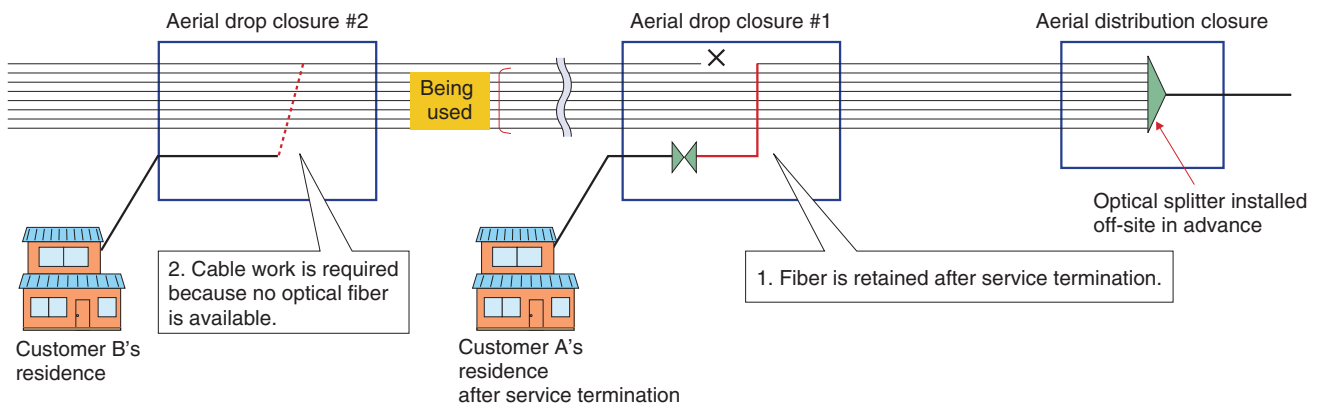 Aerial drop closure #2
Aerial drop closure #1
Aerial distribution closure
Being
used
Optical splitter installed
off-site in advance
2. Cable work is required
because no optical fiber
is available.
1. Fiber is retained after service termination.
Customer B's
residence
Customer A's
residence
after service termination